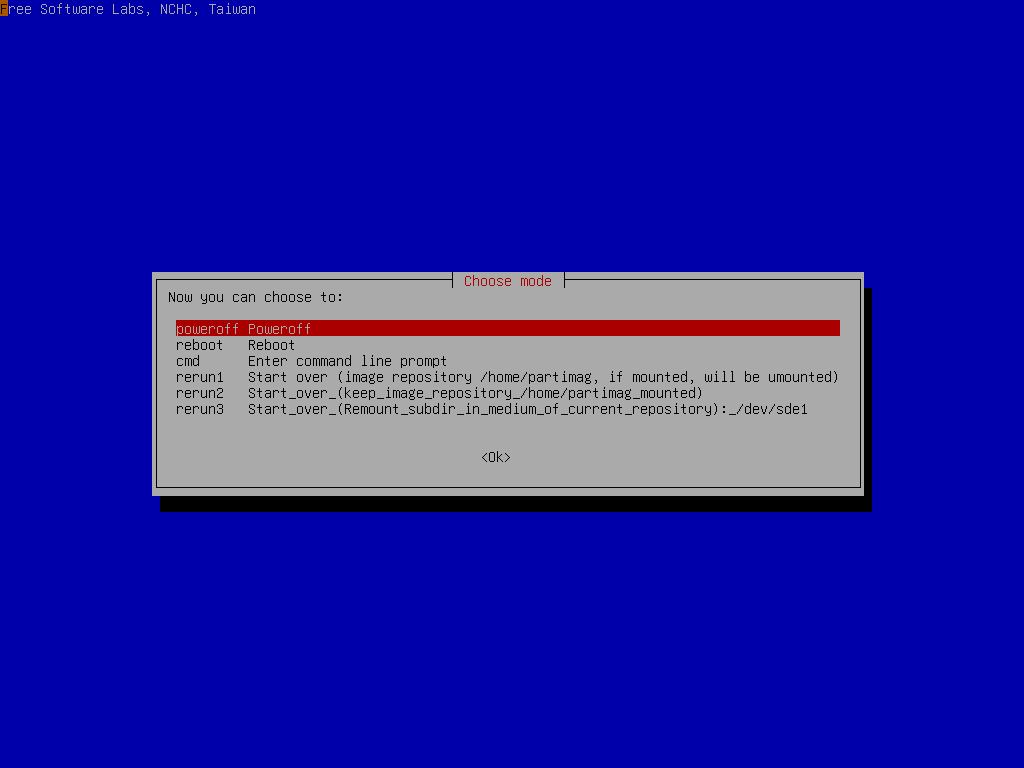 Free Software Labs, NCHC, Taiwan
Choose mode
Now you can choose to:
poweroff Poweroff
reboot Reboot
cmd Enter command line prompt
rerun1 Start over (image repository /home/partimag, if mounted, will be umounted)
rerun2 Start_over_(keep_image_repository_/home/partimag_mounted)
rerun3 Start_over_(Remount_subdir_in_medium_of_current_repository):_/dev/sde1
<Ok>